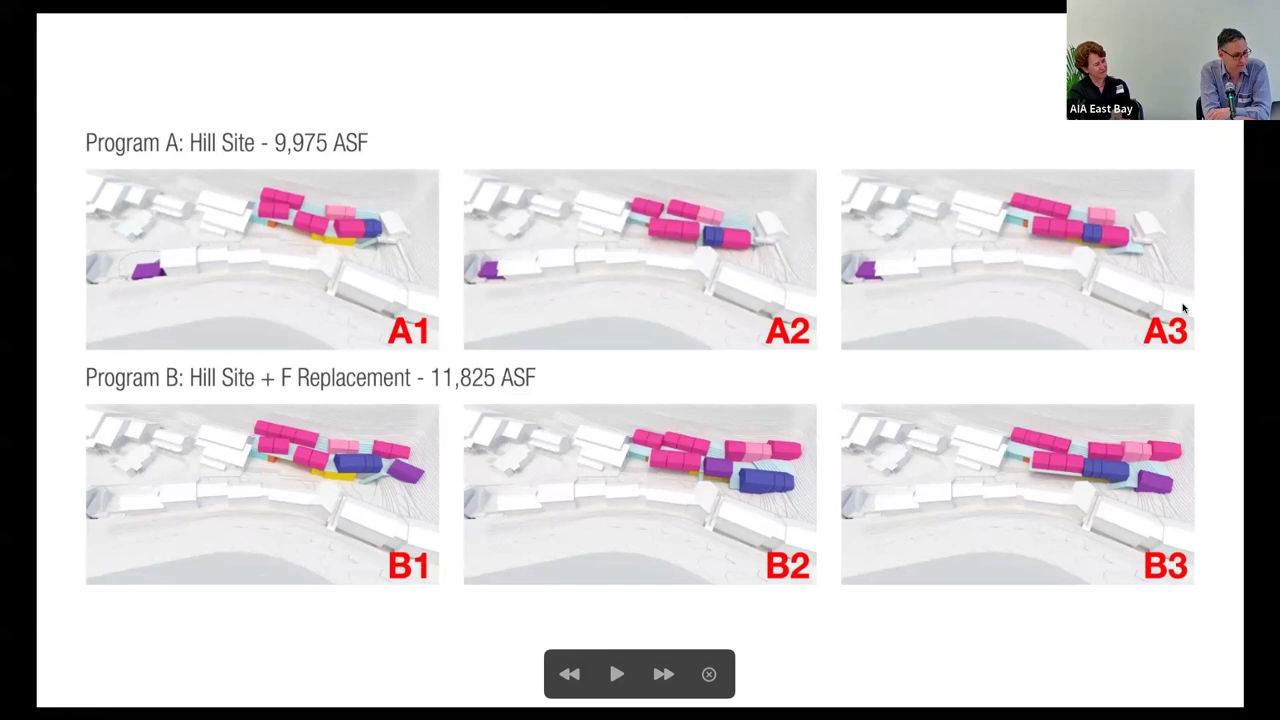 AIA East Bay
Program A: Hill Site - 9,975 ASF
A1
A2
A3
Program B: Hill Site + F Replacement - 11,825 ASF
B1
B2
B3